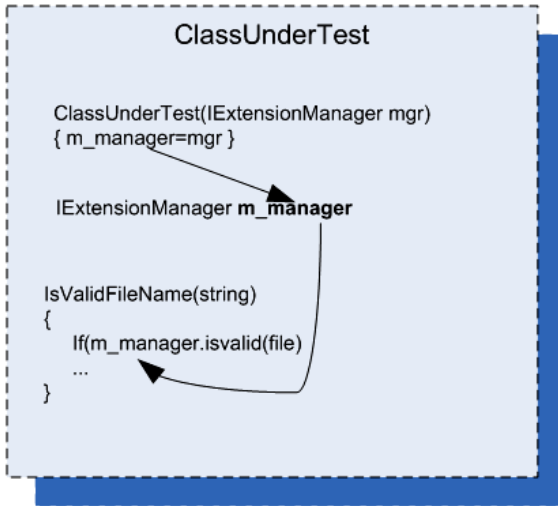 ClassUnderTest
ClassUnderTest(IExtensionManager mgr)
{ m_manager=mgr }
IExtensionManager m_manager
IsValidFileName(string)
{
If(m_manager.isvalid(file)
...
}